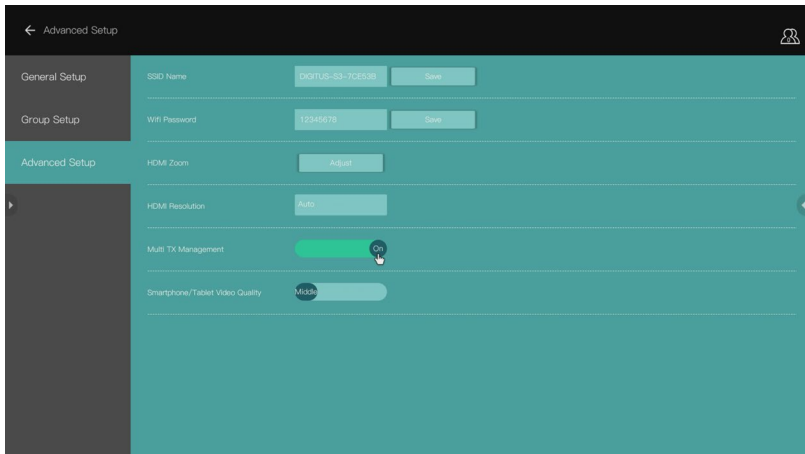 Advanced Setup
General Setup
Group Setup
Advanced Setup
SSID Name
DIGITUS-S3-7CE53B
Save
Wifi Password
12345678
Save
HDMI Zoom
Adjust
HDMI Resolution
Auto
Multi TX Management
On
Smartphone/Tablet Video Quality
Middle